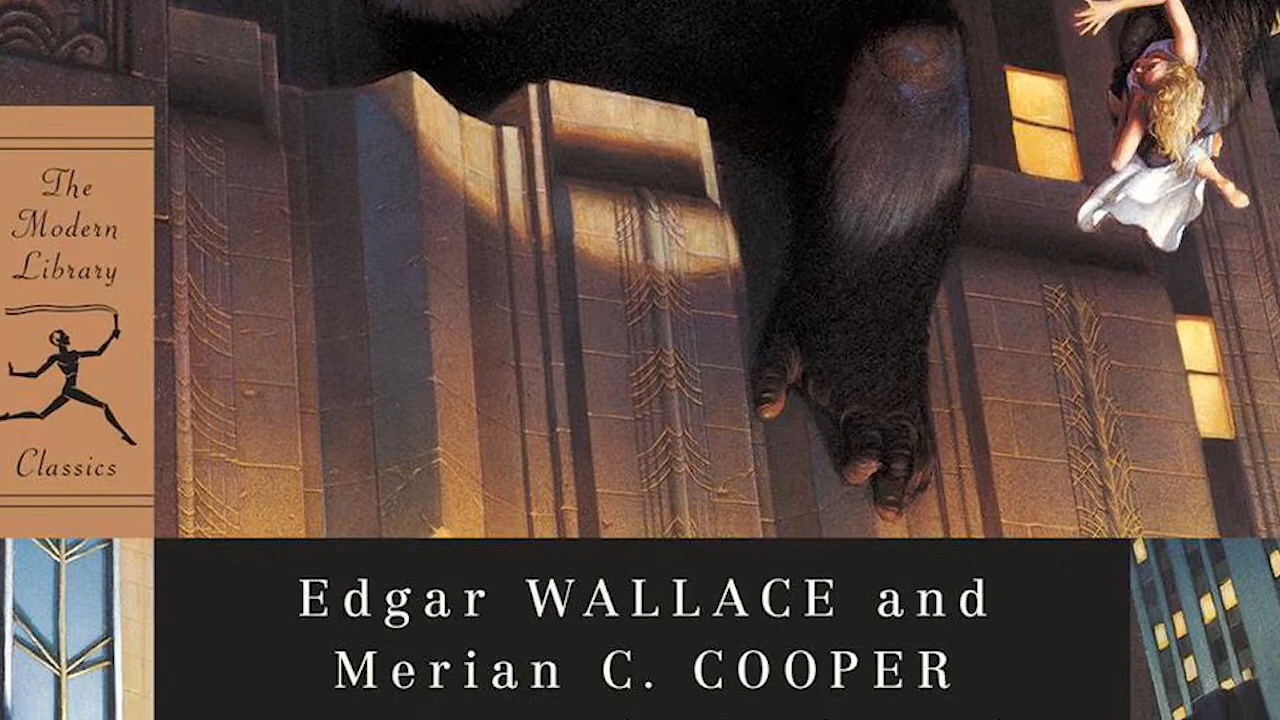 The
Modern
Library
Classics
Edgar WALLACE and
Merian C. COOPER